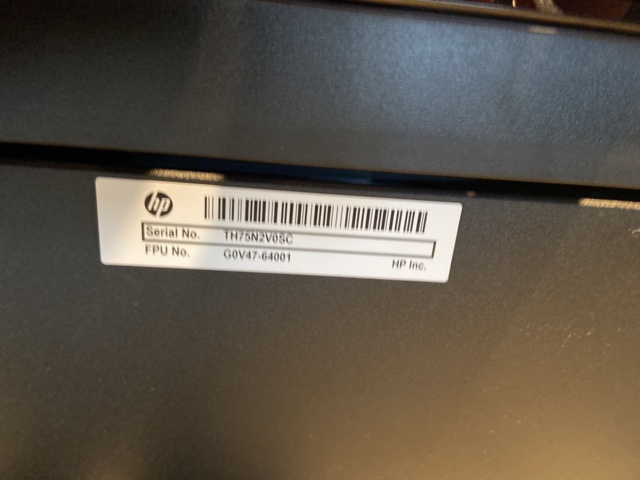 hp
Serial No. TH75N2V0SC
FPU No. G0V47-64001
HP Inc.